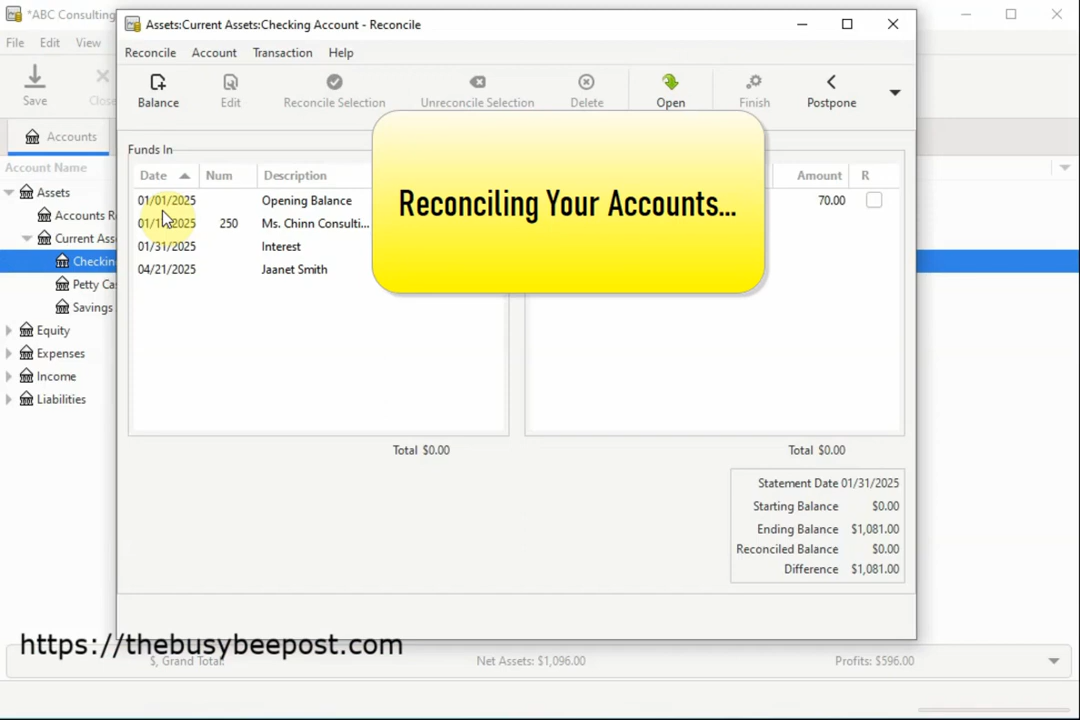 *ABC Consulting
Assets:Current Assets:Checking Account - Reconcile
File Edit View
Reconcile Account Transaction Help
Save Close
Balance Edit Reconcile Selection Unreconcile Selection Delete Open Finish Postpone
Accounts
Funds In
Account Name
Date Num Description Amount R
Reconciling Your Accounts...
Assets
01/01/2025 Opening Balance 70.00
Accounts R
250 Ms. Chinn Consulti...
Current Ass
01/31/2025 Interest
Checkin
04/21/2025 Jaanet Smith
Petty Ca
Savings
Equity
Expenses
Income
Liabilities
Total $0.00 Total $0.00
Statement Date 01/31/2025
Starting Balance $0.00
Ending Balance $1,081.00
Reconciled Balance $0.00
Difference $1,081.00
https://thebusybeepost.com
$, Grand Total: Net Assets: $1,096.00 Profits: $596.00